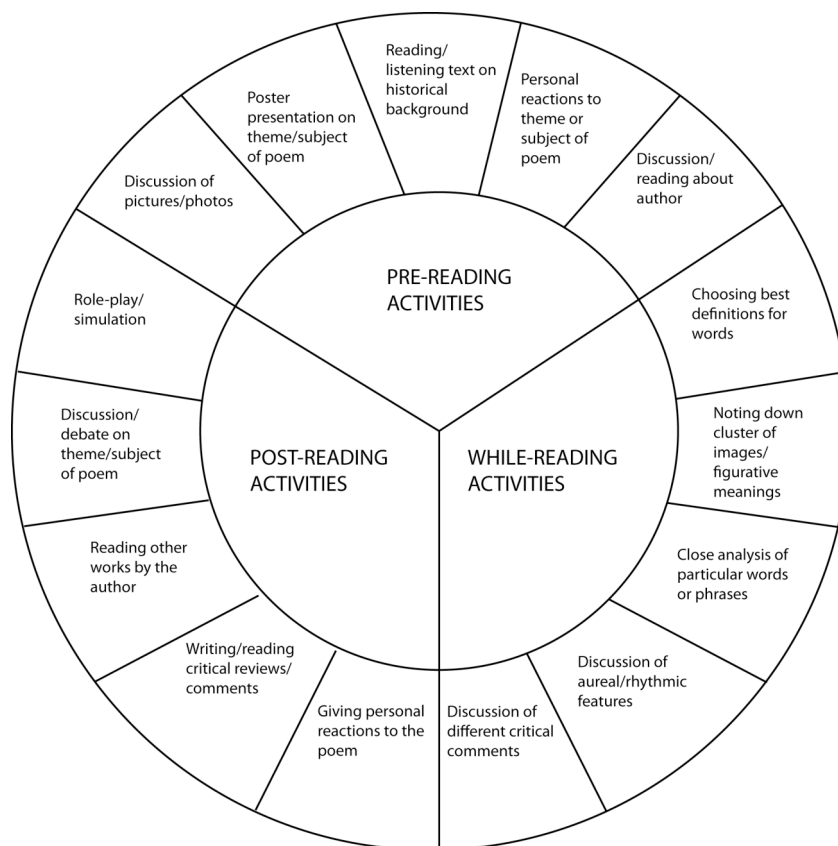 Reading/
listening text on
historical
background
Personal
reactions to
theme or
subject of
poem
Discussion/
reading about
author
Poster
presentation on
theme/subject
of poem
Discussion of
pictures/photos
PRE-READING
ACTIVITIES
Choosing best
definitions for
words
Noting down
cluster of
images/
figurative
meanings
Close analysis of
particular words
or phrases
Discussion of
aureal/rhythmic
features
Discussion of
different critical
comments
WHILE-READING
ACTIVITIES
Giving personal
reactions to the
poem
Writing/reading
critical reviews/
comments
Reading other
works by the
author
Discussion/
debate on
theme/subject
of poem
Role-play/
simulation
POST-READING
ACTIVITIES